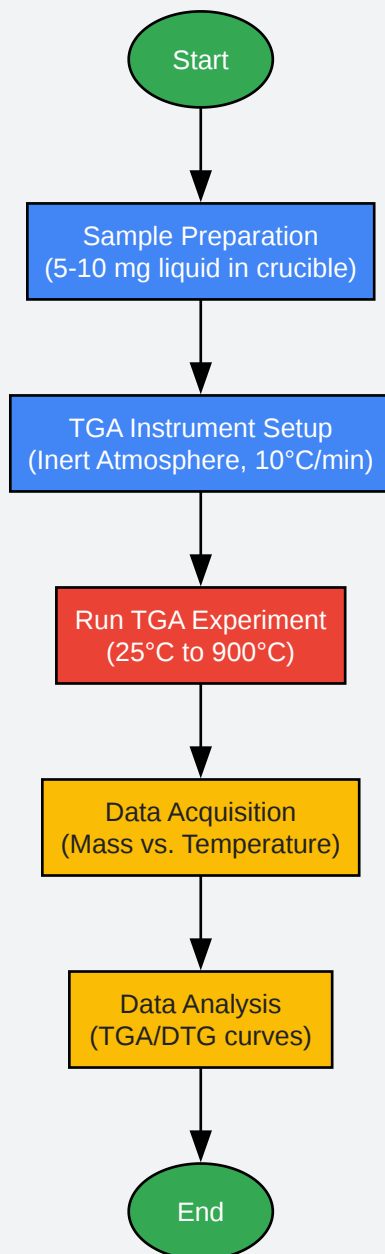 Start
Sample Preparation
(5-10 mg liquid in crucible)
TGA Instrument Setup
(Inert Atmosphere, 10°C/min)
Run TGA Experiment
(25°C to 900°C)
Data Acquisition
(Mass vs. Temperature)
Data Analysis
(TGA/DTG curves)
End